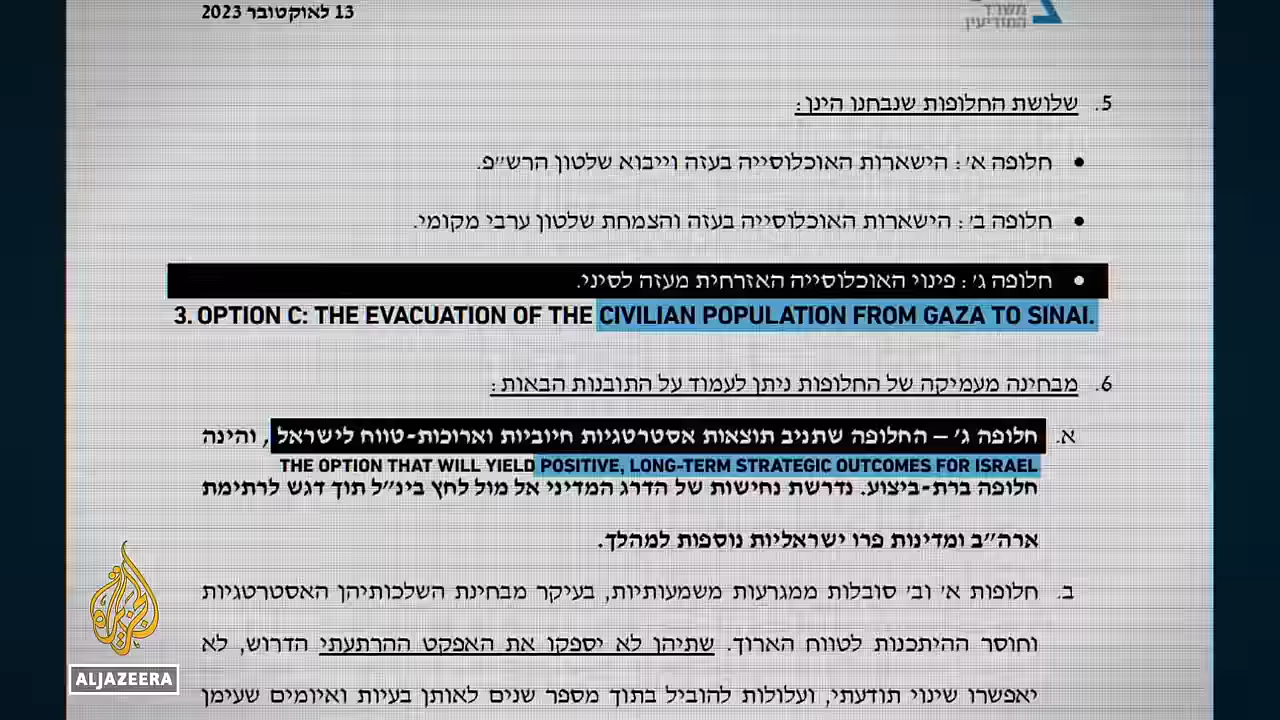 13 לאוקטובר 2023
משרד
המודיעין
5. שלושת החלופות שנבחנו הינן:
• חלופה א': הישארות האוכלוסייה בעזה וייבוא שלטון הרש"פ.
• חלופה ב': הישארות האוכלוסייה בעזה והצמחת שלטון ערבי מקומי.
• חלופה ג': פינוי האוכלוסייה האזרחית מעזה לסיני.
3. OPTION C: THE EVACUATION OF THE CIVILIAN POPULATION FROM GAZA TO SINAI.
6. מבחינה מעמיקה של החלופות ניתן לעמוד על התובנות הבאות:
א. חלופה ג' – החלופה שתניב תוצאות אסטרטגיות חיוביות וארוכות-טווח לישראל, והינה
THE OPTION THAT WILL YIELD POSITIVE, LONG-TERM STRATEGIC OUTCOMES FOR ISRAEL
חלופה ברת-ביצוע. נדרשת נחישות של הדרג המדיני אל מול לחץ בינ"ל תוך דגש לרתימת
ארה"ב ומדינות פרו ישראליות נוספות למהלך.
ב. חלופות א' וב' סובלות ממגרעות משמעותיות, בעיקר מבחינת השלכותיהן האסטרטגיות
וחוסר ההיתכנות לטווח הארוך. שתיהן לא יספקו את האפקט ההרתעתי הדרוש, לא
יאפשרו שינוי תודעתי, ועלולות להוביל בתוך מספר שנים לאותן בעיות ואיומים שעימן
ALJAZEERA